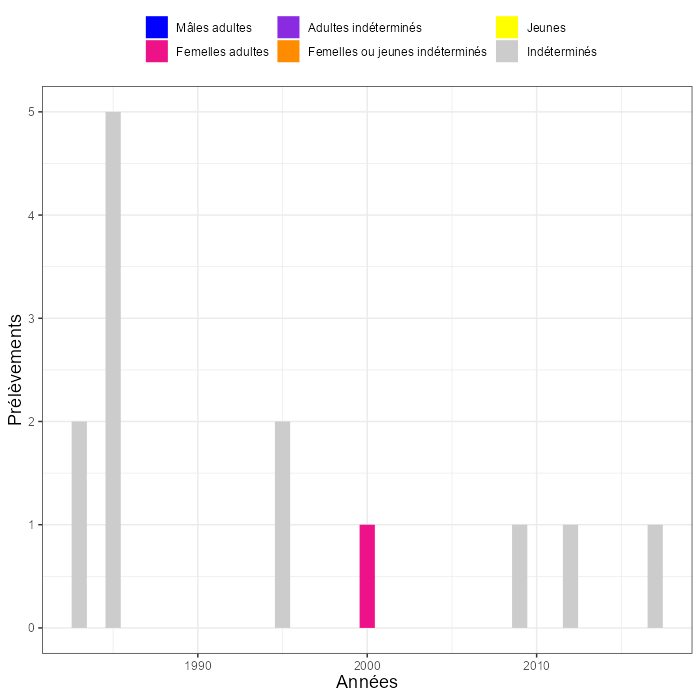 Mâles adultes
Adultes indéterminés
Jeunes
Femelles adultes
Femelles ou jeunes indéterminés
Indéterminés
5
4
3
2
1
0
Prélèvements
1990
2000
2010
Années